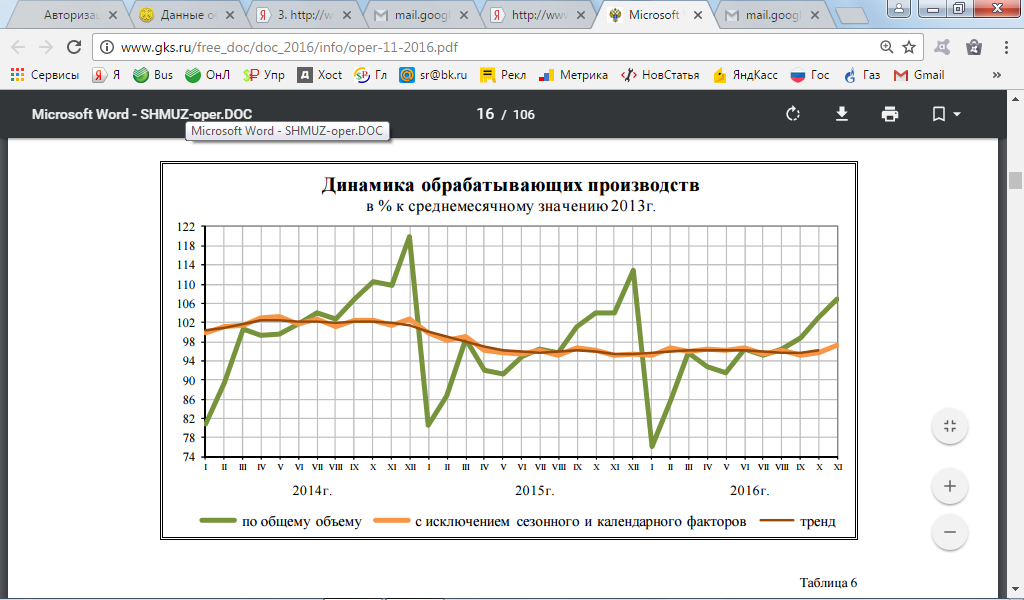 Авториза
Данные о
3. http://w
mail.googl
http://www
Microsoft
mail.googl
www.gks.ru/free_doc/doc_2016/info/oper-11-2016.pdf
Сервисы Я Bus ОнЛ Упр Хост Гл sr@bk.ru Рекл Метрика НовСтатья ЯндКасс Гос Газ Gmail »
Microsoft Word - SHMUZ-oper.DOC 16 / 106
Microsoft Word - SHMUZ-oper.DOC
Динамика обрабатывающих производств
в % к среднемесячному значению 2013г.
122
118
114
110
106
102
98
94
90
86
82
78
74
I II III IV V VI VII VIII IX X XI XII I II III IV V VI VII VIII IX X XI XII I II III IV V VI VII VIII IX X XI
2014г. 2015г. 2016г.
по общему объему с исключением сезонного и календарного факторов тренд
Таблица 6